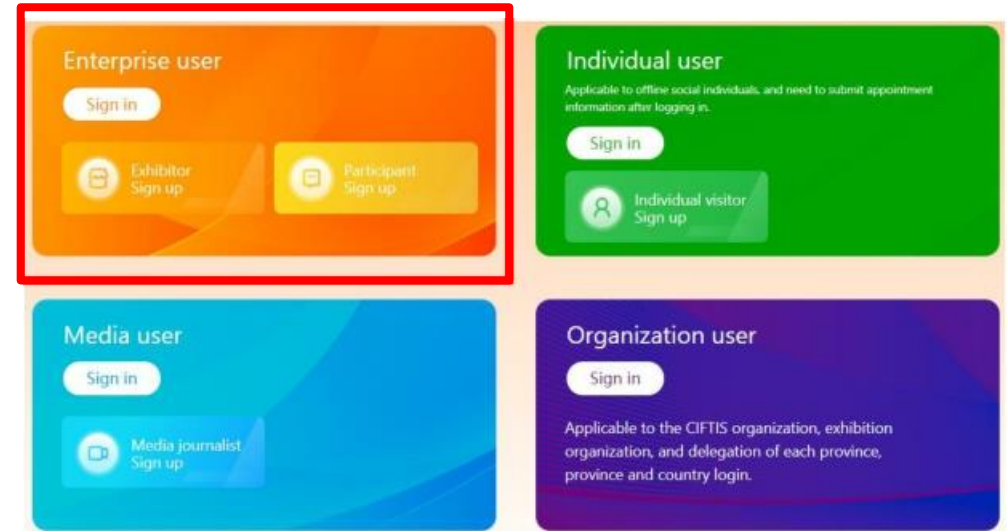 Enterprise user
Sign in
Exhibitor
Sign up
Participant
Sign up
Individual user
Applicable to offline social individuals, and need to submit appointment
information after logging in.
Sign in
Individual visitor
Sign up
Media user
Sign in
Media journalist
Sign up
Organization user
Sign in
Applicable to the CIFTIS organization, exhibition
organization, and delegation of each province,
province and country login.